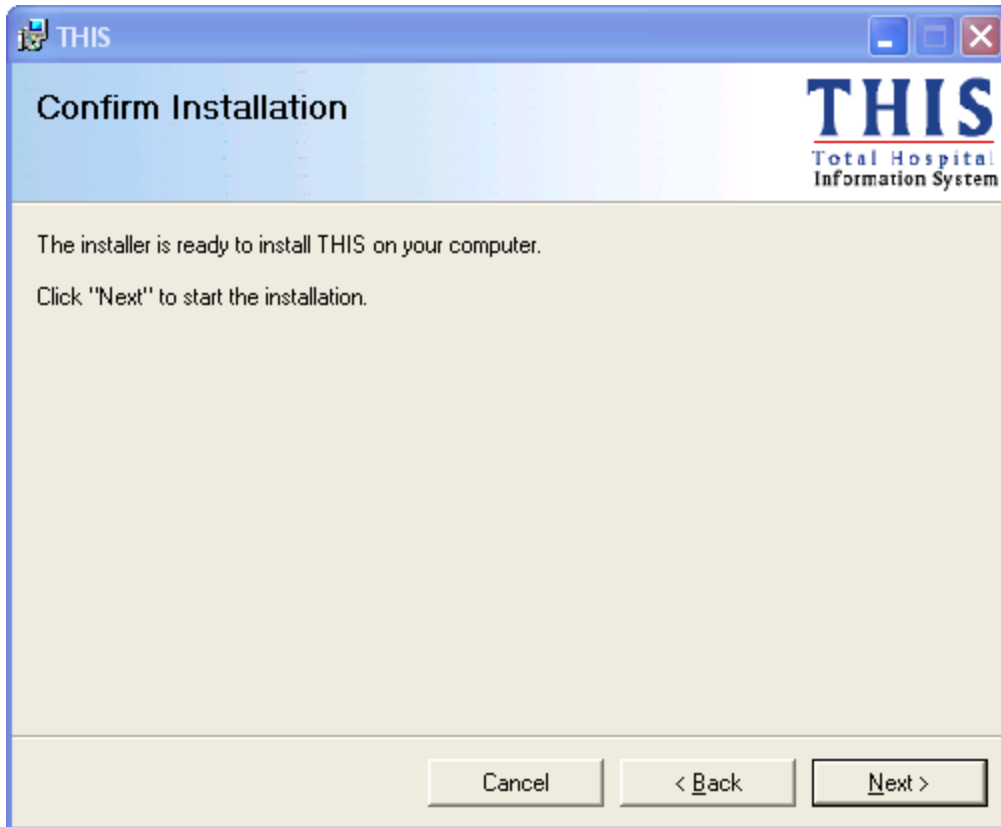 THIS
Confirm Installation
THIS
Total Hospital
Information System
The installer is ready to install THIS on your computer.
Click "Next" to start the installation.
Cancel
< Back
Next >